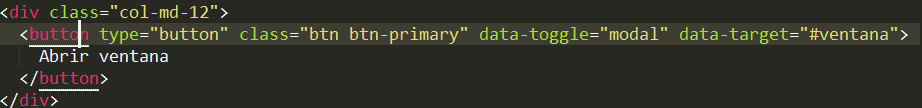 <div class="col-md-12">
<button type="button" class="btn btn-primary" data-toggle="modal" data-target="#ventana">
Abrir ventana
</button>
</div>